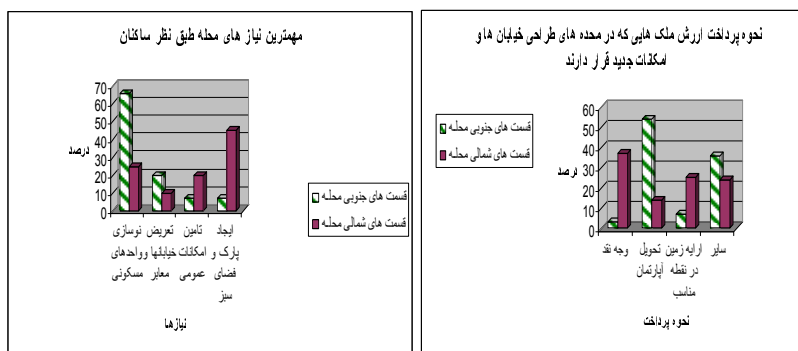 مهمترین نیاز های محله طبق نظر ساکنان
70
60
50
40
30
20
10
0
درصد
نوسازی واحدهای مسکونی
تعریض خیابانها و معابر
تامین امکانات عمومی
ایجاد پارک و فضای سبز
نیازها
قسمت های جنوبی محله
قسمت های شمالی محله
نحوه پرداخت ارزش ملک هایی که در محده های طراحی خیابان ها و
امکانات جدید قرار دارند
60
50
40
30
20
10
0
درصد
وجه نقد
تحویل آپارتمان
ارایه زمین در نقطه مناسب
سایر
نحوه پرداخت
قسمت های جنوبی محله
قسمت های شمالی محله